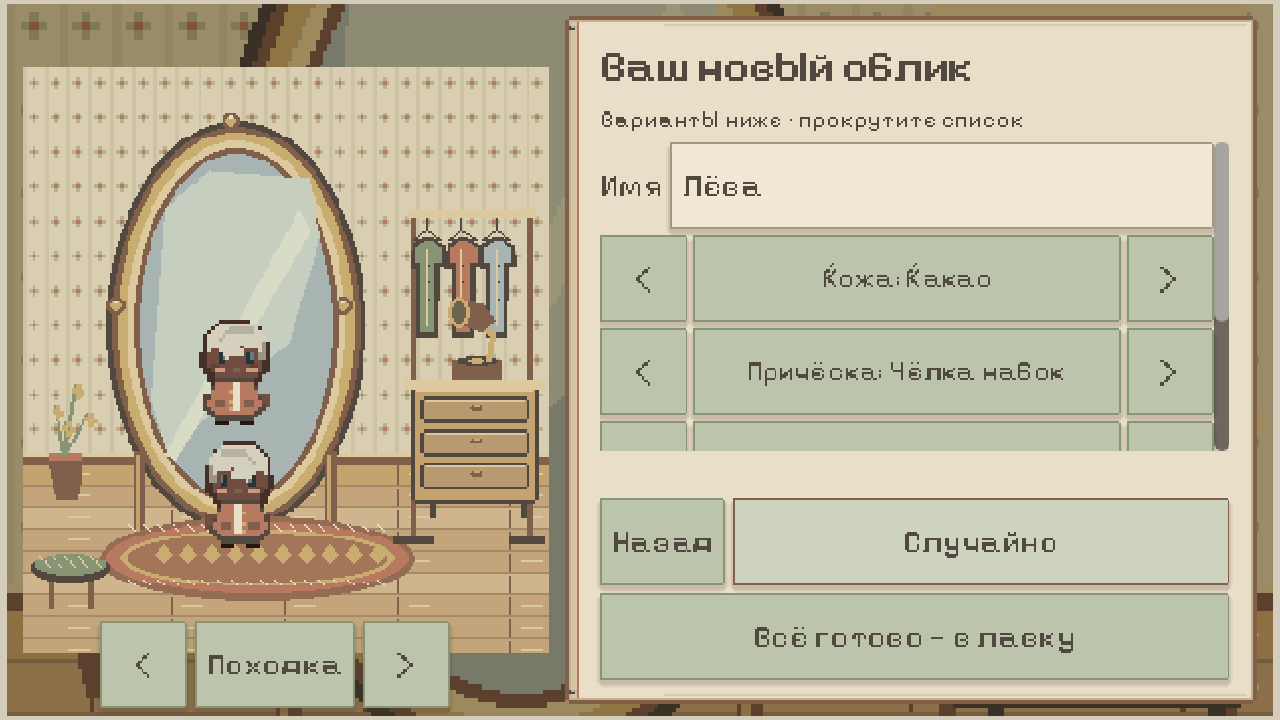 Ваш новый облик
Варианты ниже · прокрутите список
Имя Лёва
< Кожа: Какао >
< Причёска: Чёлка набок >
Назад Случайно
Всё готово – в лавку
< Походка >